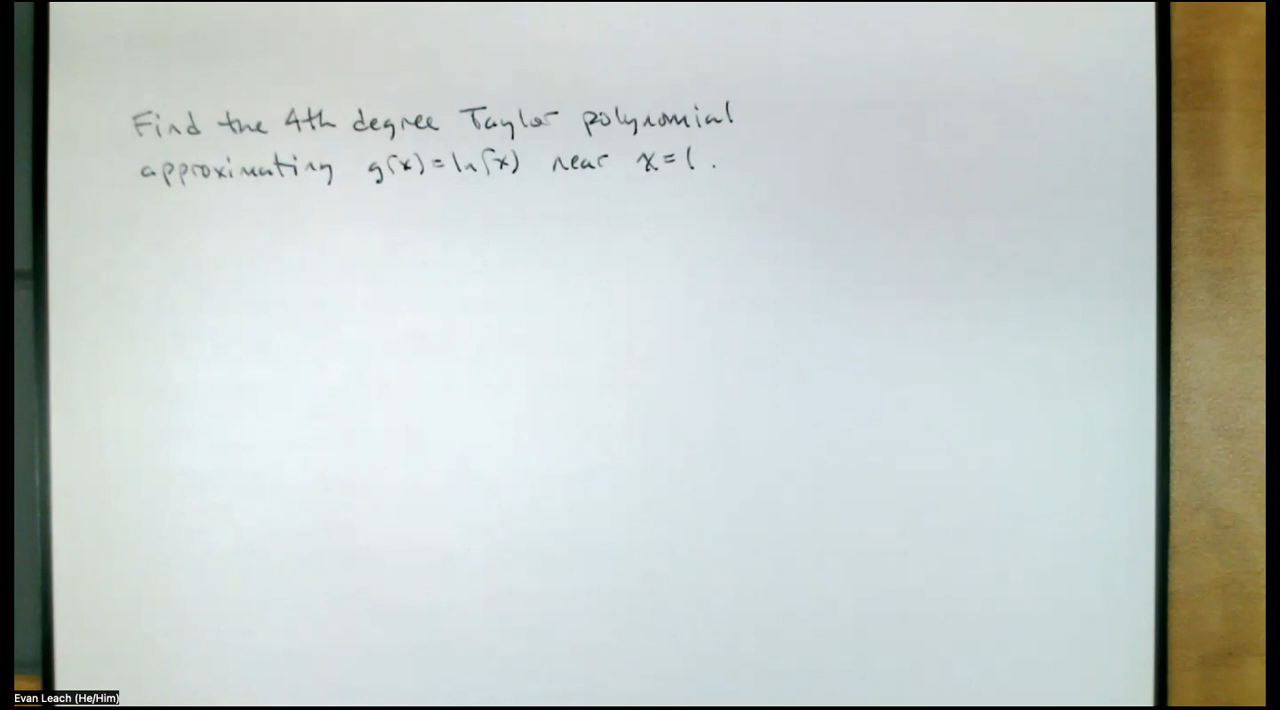 Find the 4th degree Taylor polynomial
approximating g(x) = ln(x) near x = 1.
Evan Leach (He/Him)